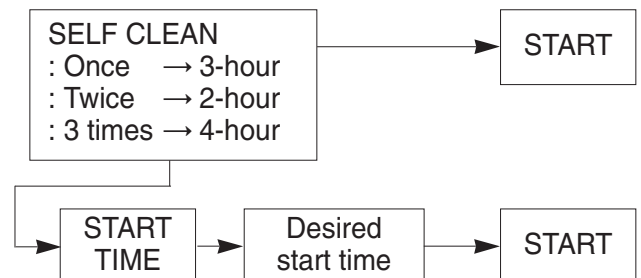 SELF CLEAN
: Once → 3-hour
: Twice → 2-hour
: 3 times → 4-hour
START
START
TIME
Desired
start time
START